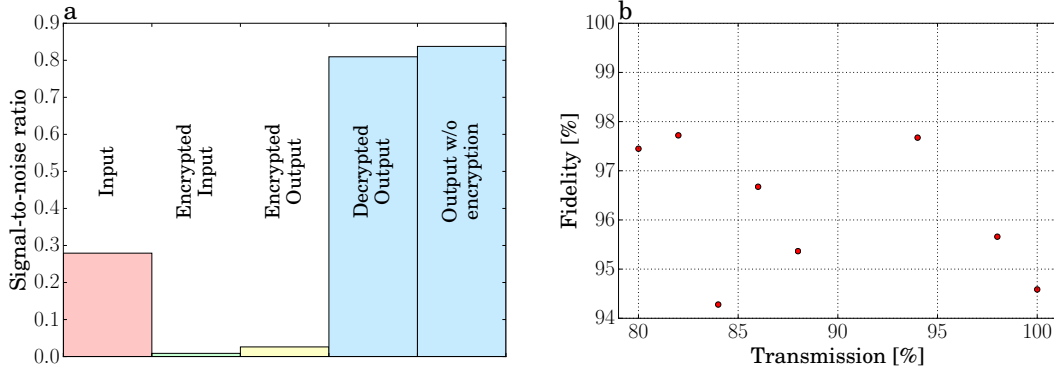 a
Signal-to-noise ratio
0.9
0.8
0.7
0.6
0.5
0.4
0.3
0.2
0.1
0.0
Input
Encrypted
Input
Encrypted
Output
Decrypted
Output
Output w/o
encryption
b
Fidelity [%]
100
99
98
97
96
95
94
80
85
90
95
100
Transmission [%]